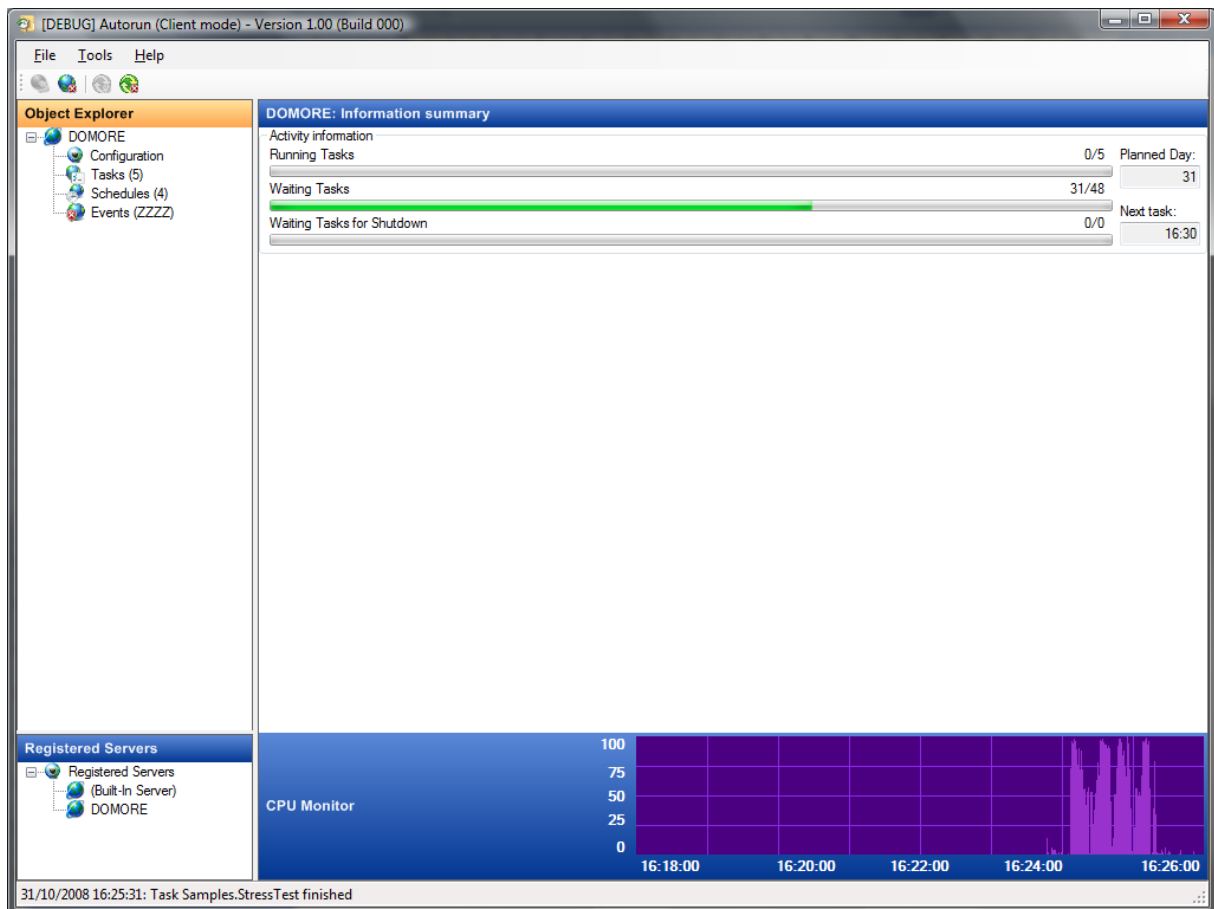 [DEBUG] Autorun (Client mode) - Version 1.00 (Build 000)
File Tools Help
Object Explorer
DOMORE
Configuration
Tasks (5)
Schedules (4)
Events (ZZZZ)
DOMORE: Information summary
Activity information
Running Tasks 0/5
Waiting Tasks 31/48
Waiting Tasks for Shutdown 0/0
Planned Day:
31
Next task:
16:30
Registered Servers
Registered Servers
(Built-In Server)
DOMORE
CPU Monitor
100
75
50
25
0
16:18:00 16:20:00 16:22:00 16:24:00 16:26:00
31/10/2008 16:25:31: Task Samples.StressTest finished